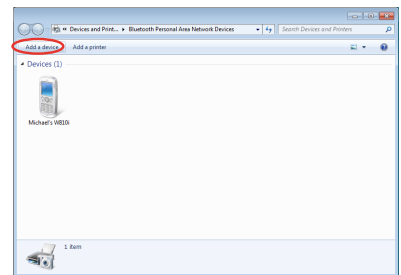 « Devices and Print... ▸ Bluetooth Personal Area Network Devices
Search Devices and Printers
Add a device Add a printer
Devices (1)
Michael's W810i
1 item